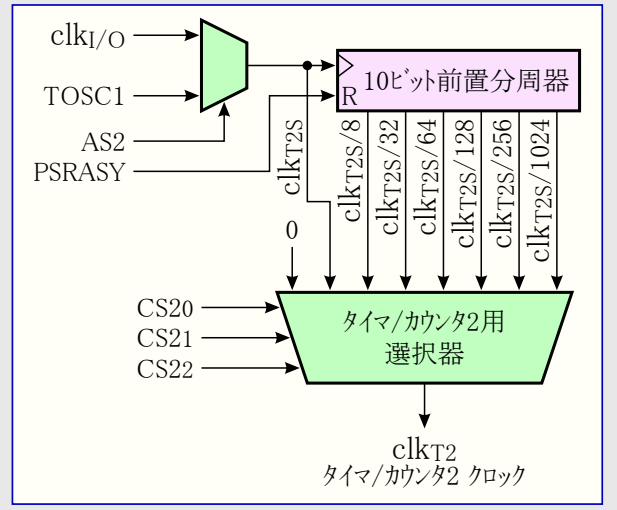 clkI/O
TOSC1
AS2
PSRASY
10ビット前置分周器
R
clkT2S
clkT2S/8
clkT2S/32
clkT2S/64
clkT2S/128
clkT2S/256
clkT2S/1024
0
CS20
CS21
CS22
タイマ/カウンタ2用
選択器
clkT2
タイマ/カウンタ2 クロック